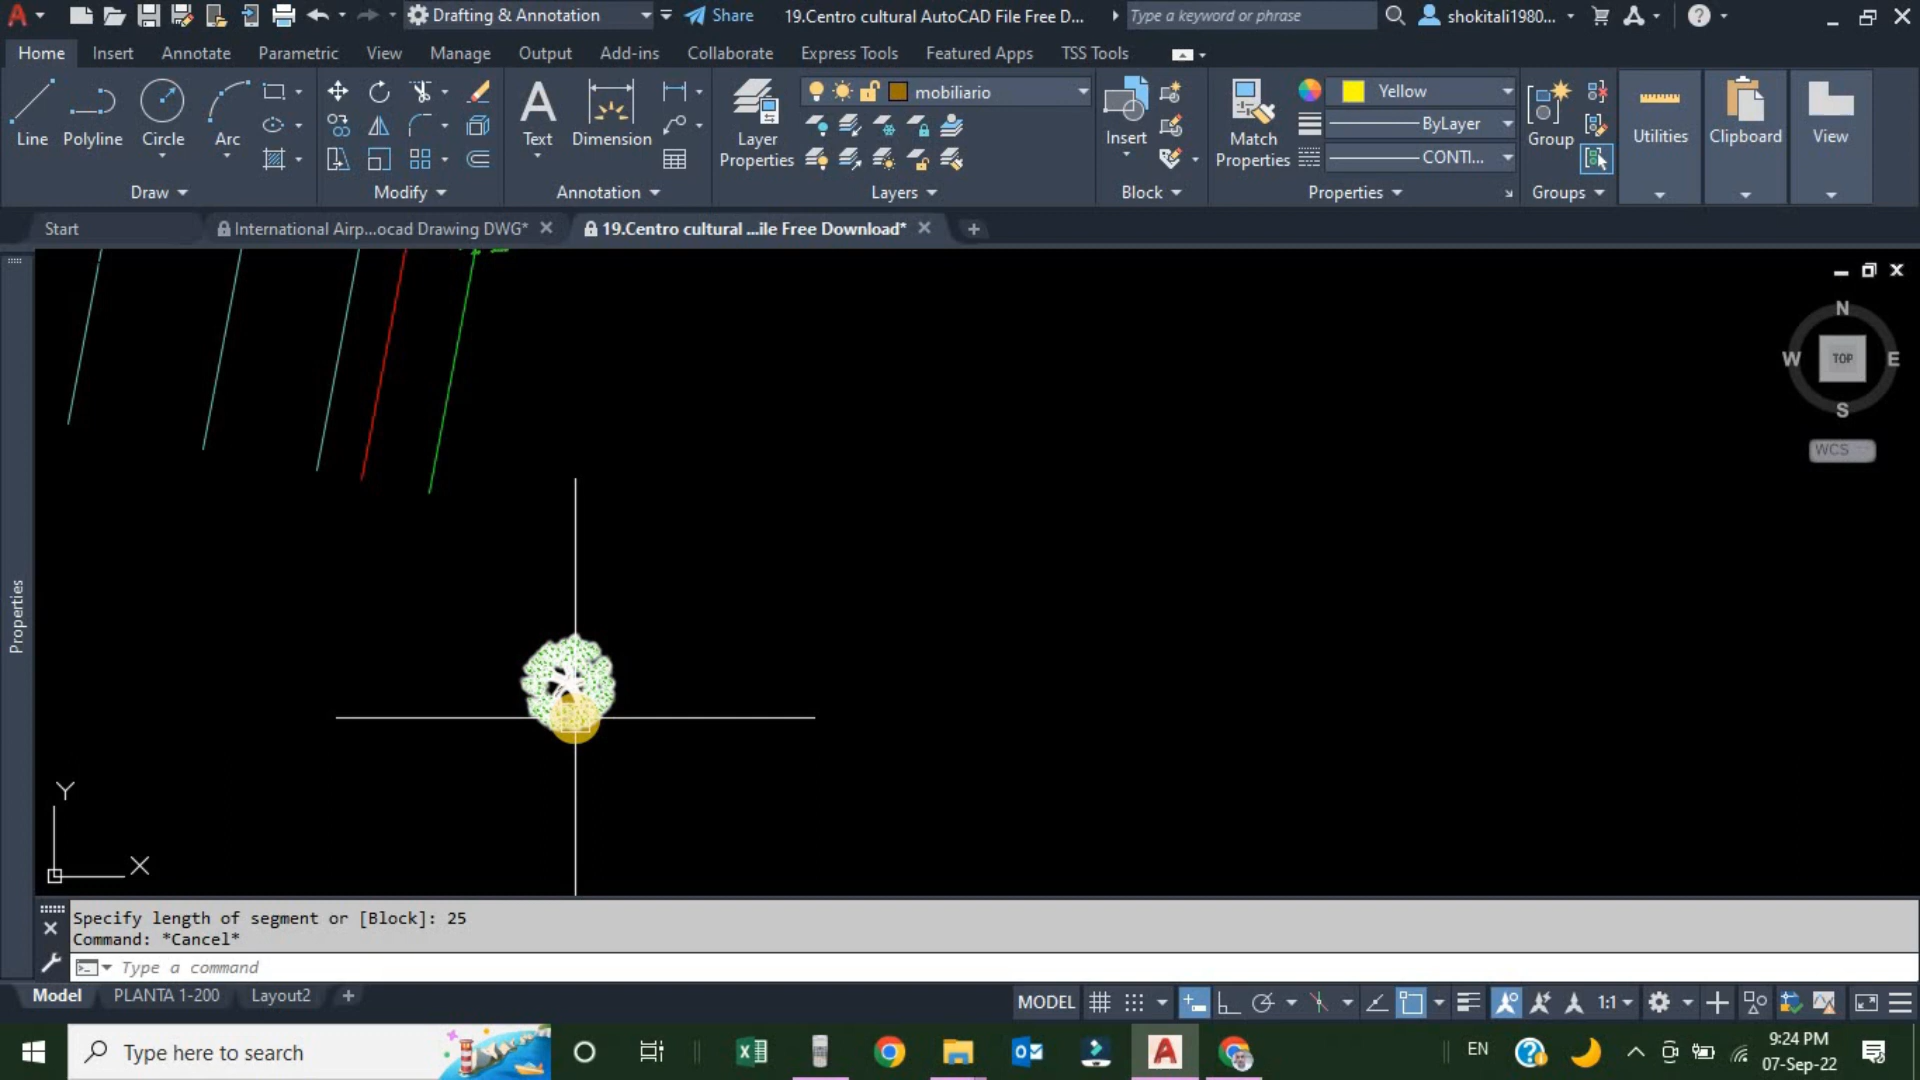 Drafting & Annotation
Share
19.Centro cultural AutoCAD File Free D...
Type a keyword or phrase
shokitali1980...
Home
Insert
Annotate
Parametric
View
Manage
Output
Add-ins
Collaborate
Express Tools
Featured Apps
TSS Tools
Line
Polyline
Circle
Arc
Draw
Modify
Text
Dimension
Annotation
Layer
Properties
mobiliario
Layers
Insert
Block
Match
Properties
Yellow
ByLayer
CONTI...
Properties
Group
Groups
Utilities
Clipboard
View
Start
International Airp...ocad Drawing DWG*
19.Centro cultural ...ile Free Download*
N
W
TOP
E
S
WCS
Properties
Y
X
Specify length of segment or [Block]: 25
Command: *Cancel*
Type a command
Model
PLANTA 1-200
Layout2
MODEL
1:1
Type here to search
EN
9:24 PM
07-Sep-22